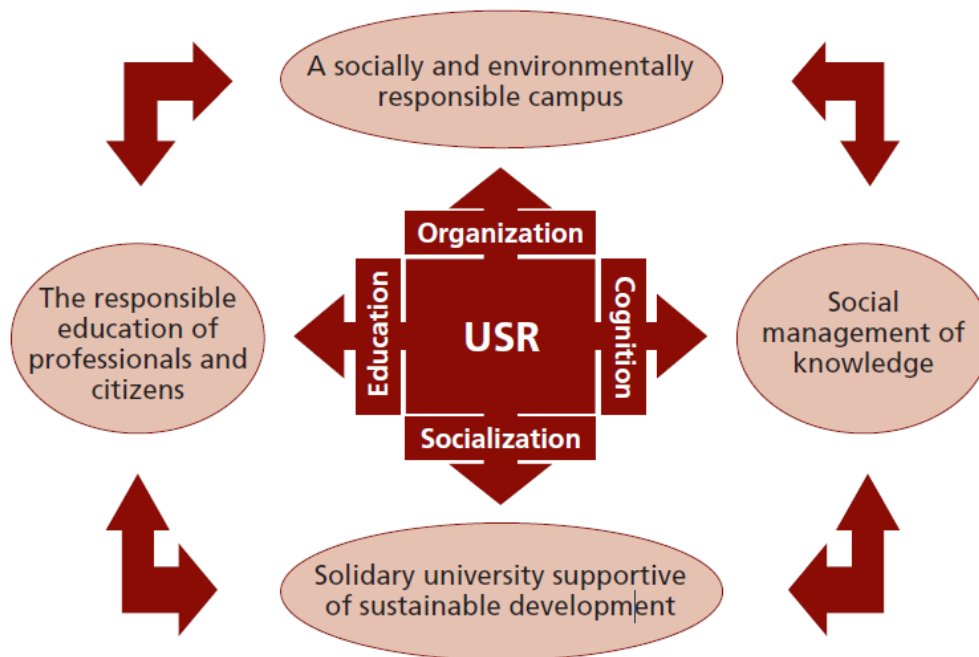 A socially and environmentally
responsible campus
Organization
The responsible
education of
professionals and
citizens
Education
USR
Cognition
Social
management of
knowledge
Socialization
Solidary university supportive
of sustainable development